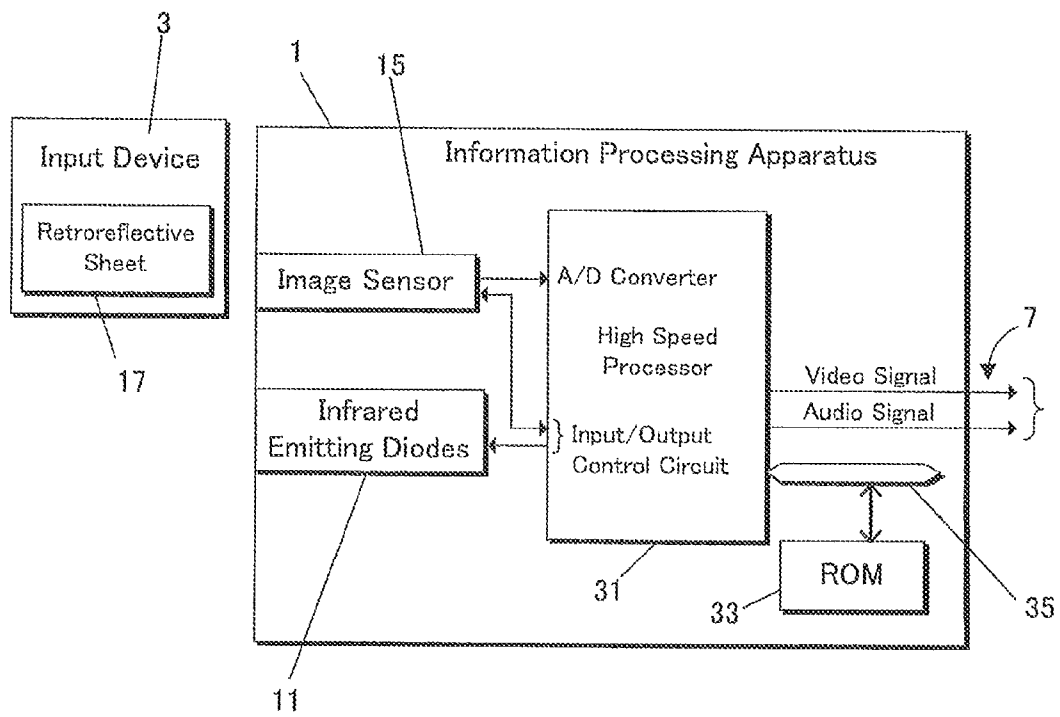 3
1
15
Input Device
Retroreflective
Sheet
17
Information Processing Apparatus
Image Sensor
A/D Converter
High Speed
Processor
7
Video Signal
Audio Signal
Infrared
Emitting Diodes
Input/Output
Control Circuit
11
31
33
ROM
35